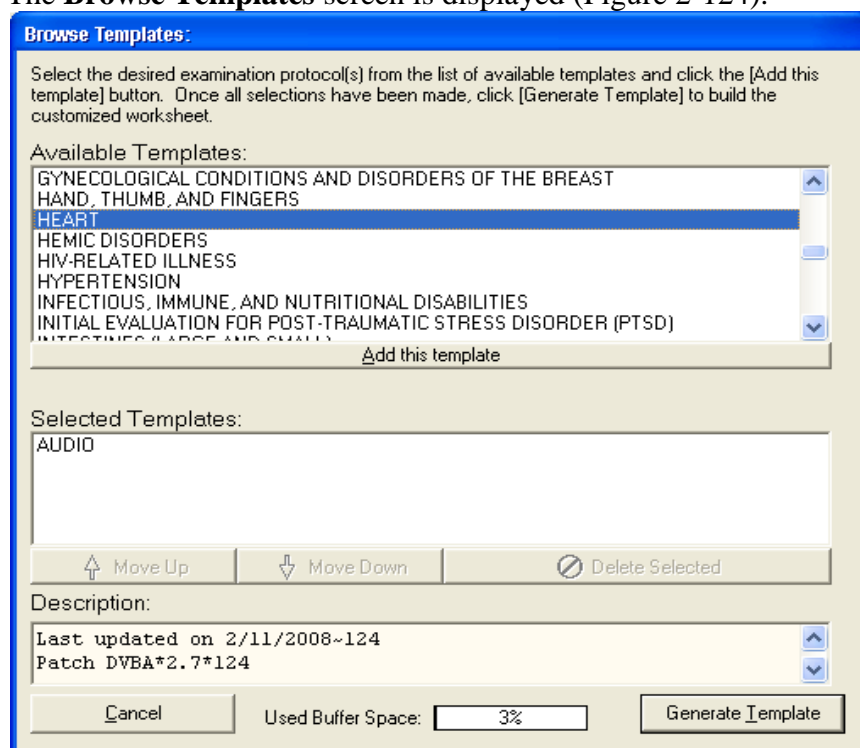 The Browse Templates screen is displayed (Figure 2-124).
Browse Templates:
Select the desired examination protocol(s) from the list of available templates and click the [Add this
template] button. Once all selections have been made, click [Generate Template] to build the
customized worksheet.
Available Templates:
GYNECOLOGICAL CONDITIONS AND DISORDERS OF THE BREAST
HAND, THUMB, AND FINGERS
HEART
HEMIC DISORDERS
HIV-RELATED ILLNESS
HYPERTENSION
INFECTIOUS, IMMUNE, AND NUTRITIONAL DISABILITIES
INITIAL EVALUATION FOR POST-TRAUMATIC STRESS DISORDER (PTSD)
INTESTINES (LARGE AND SMALL)
Add this template
Selected Templates:
AUDIO
Move Up Move Down Delete Selected
Description:
Last updated on 2/11/2008~124
Patch DVBA*2.7*124
Cancel Used Buffer Space: 3% Generate Template